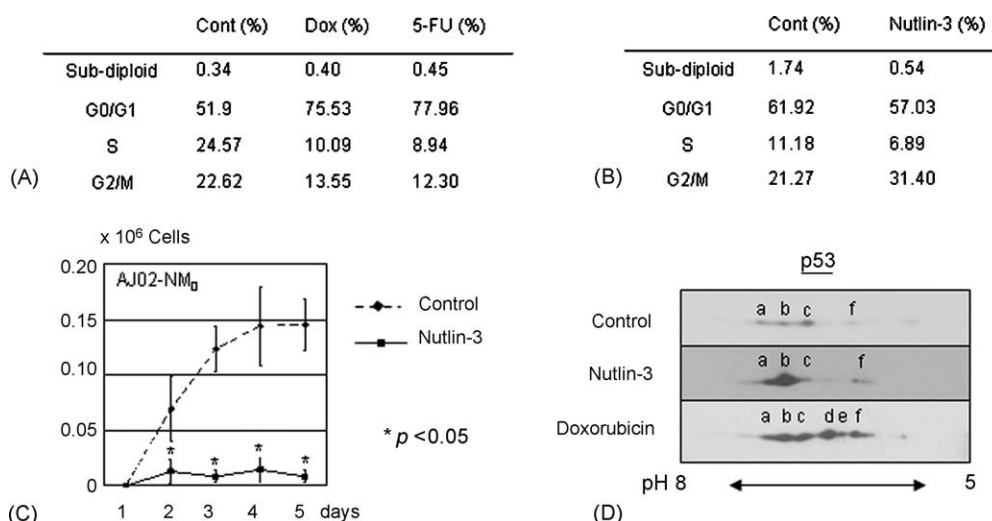 Cont (%) Dox (%) 5-FU (%)
Sub-diploid 0.34 0.40 0.45
G0/G1 51.9 75.53 77.96
S 24.57 10.09 8.94
G2/M 22.62 13.55 12.30
(A)
Cont (%) Nutlin-3 (%)
Sub-diploid 1.74 0.54
G0/G1 61.92 57.03
S 11.18 6.89
G2/M 21.27 31.40
(B)
x 10⁶ Cells
0.20
0.15
0.10
0.05
0
AJ02-NM₀
Control
Nutlin-3
* p <0.05
* * * *
1 2 3 4 5 days
(C)
p53
Control a b c f
Nutlin-3 a b c f
Doxorubicin a b c d e f
pH 8 5
(D)